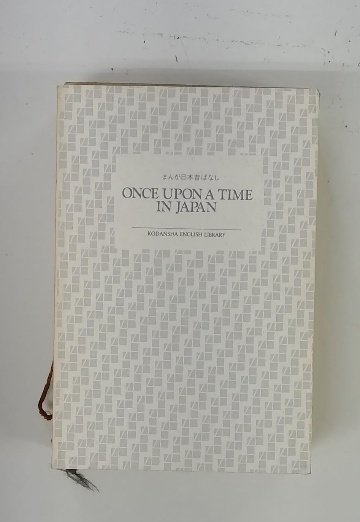 まんが日本昔ばなし
ONCE UPON A TIME
IN JAPAN
KODANSHA ENGLISH LIBRARY